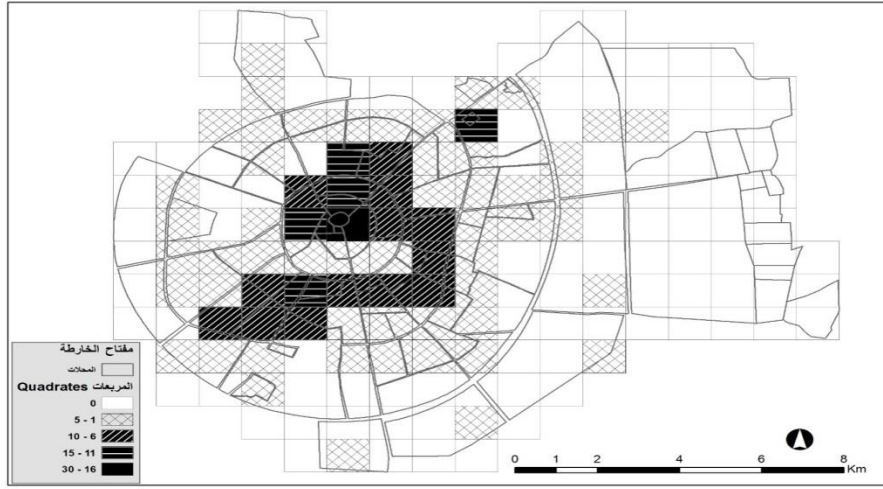 مفتاح الخارطة
المحلات
المربعات Quadrates
0
5 - 1
10 - 6
15 - 11
30 - 16
0 1 2 4 6 8
Km